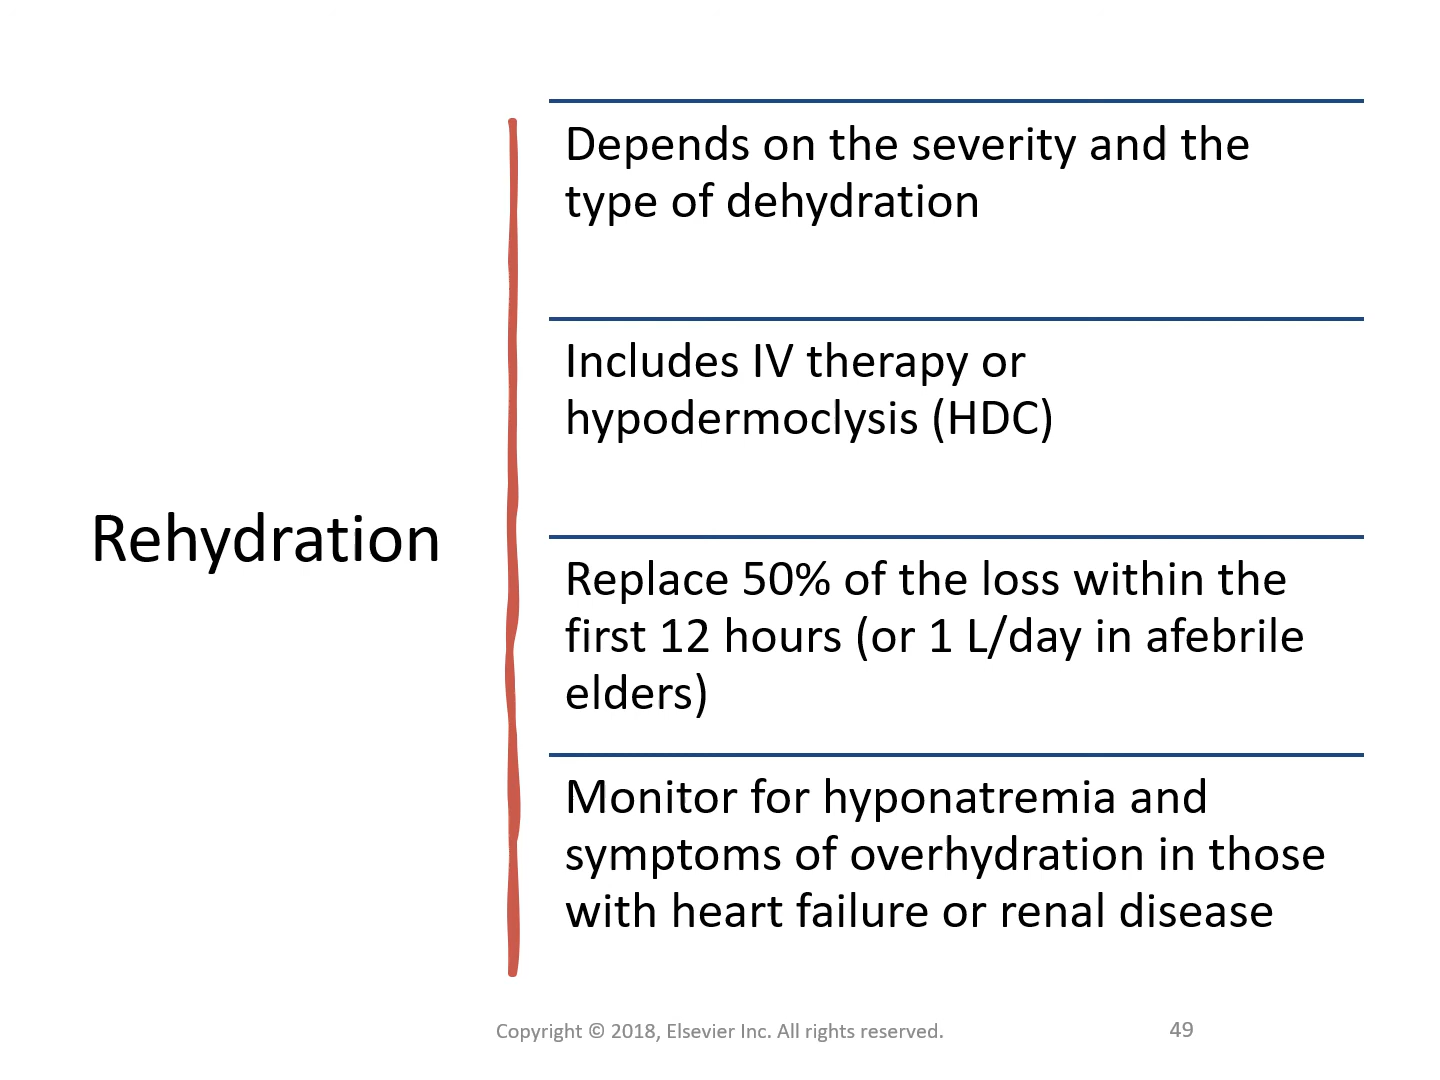 Rehydration
Depends on the severity and the
type of dehydration
Includes IV therapy or
hypodermoclysis (HDC)
Replace 50% of the loss within the
first 12 hours (or 1 L/day in afebrile
elders)
Monitor for hyponatremia and
symptoms of overhydration in those
with heart failure or renal disease
Copyright © 2018, Elsevier Inc. All rights reserved.
49